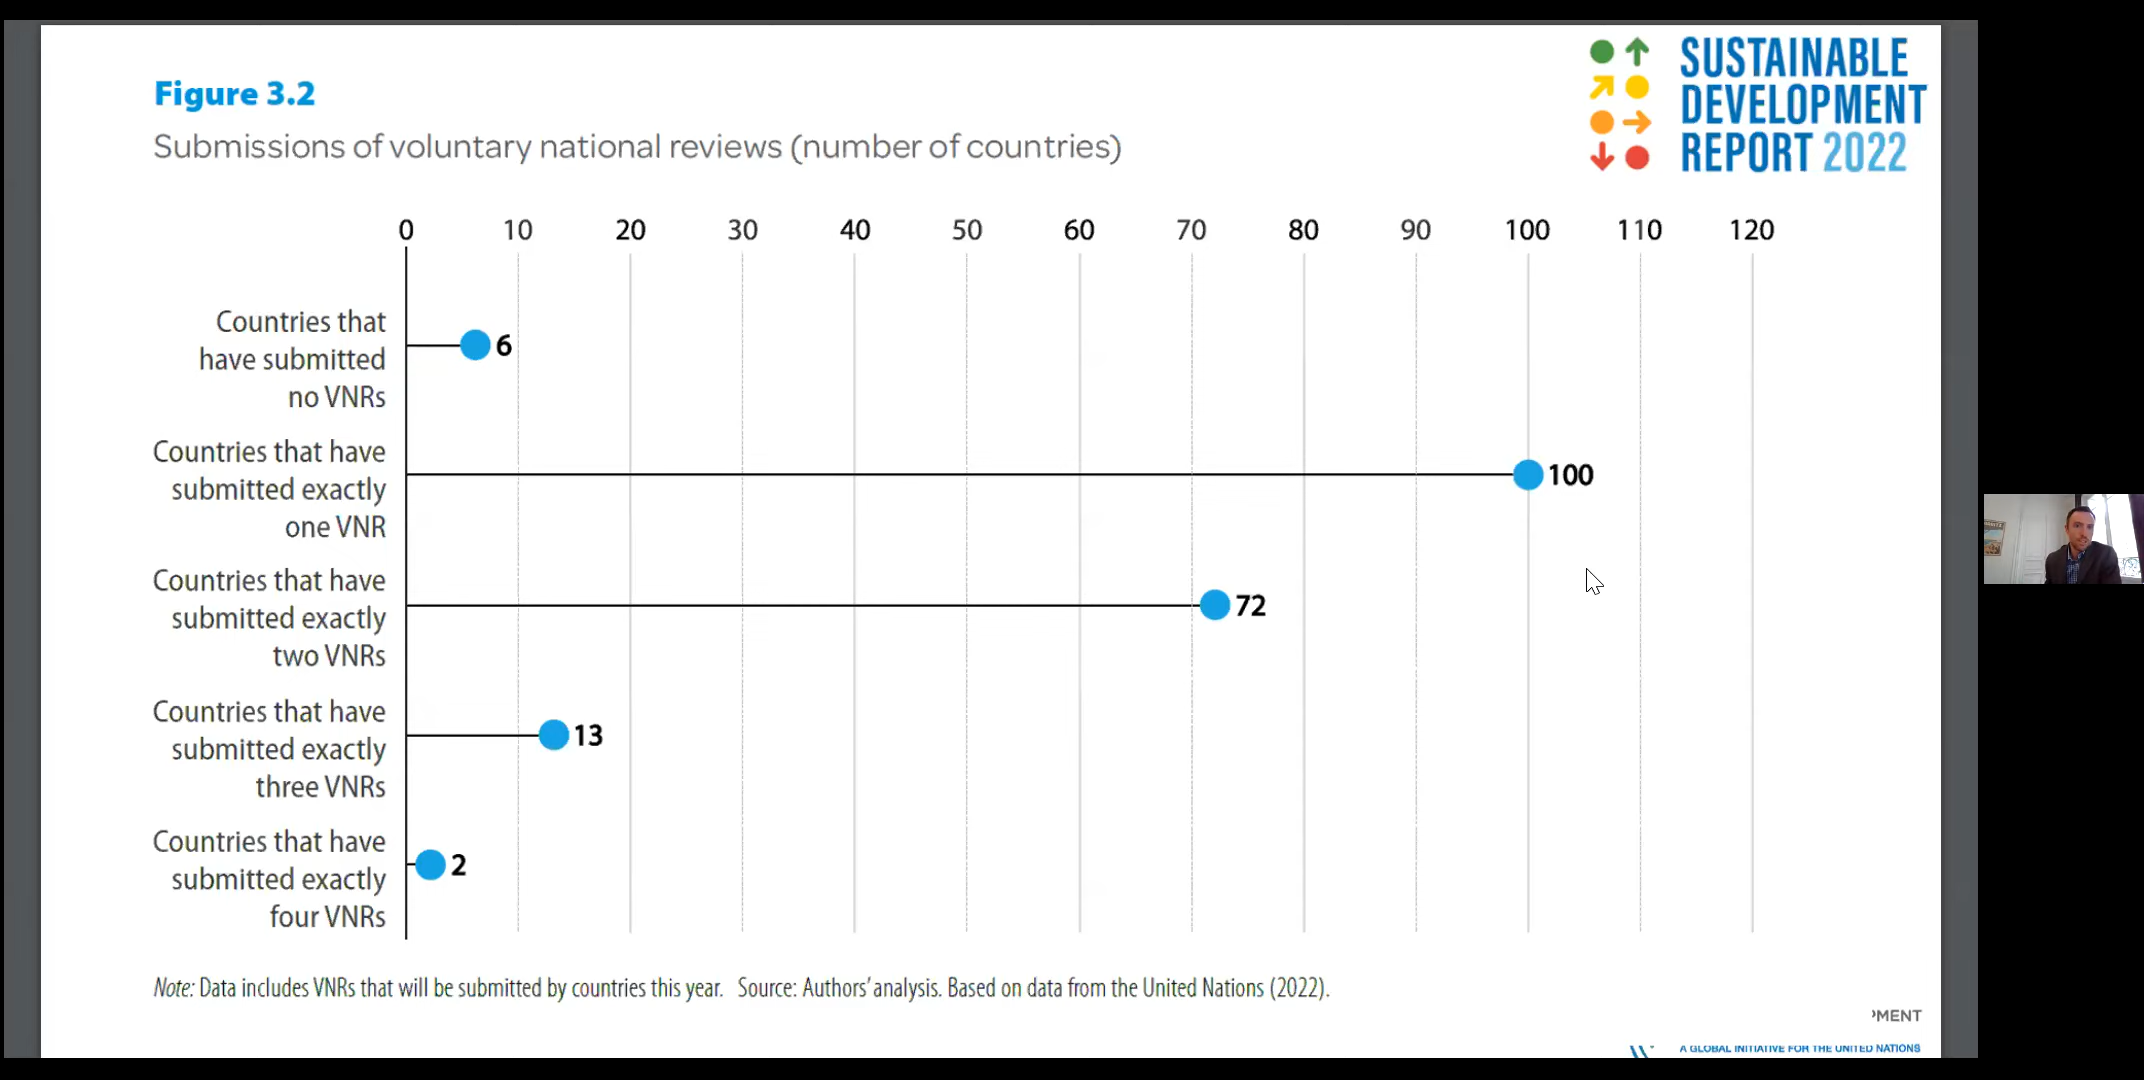 Figure 3.2
Submissions of voluntary national reviews (number of countries)
SUSTAINABLE
DEVELOPMENT
REPORT 2022
0 10 20 30 40 50 60 70 80 90 100 110 120
Countries that
have submitted
no VNRs
6
Countries that have
submitted exactly
one VNR
100
Countries that have
submitted exactly
two VNRs
72
Countries that have
submitted exactly
three VNRs
13
Countries that have
submitted exactly
four VNRs
2
Note: Data includes VNRs that will be submitted by countries this year. Source: Authors' analysis. Based on data from the United Nations (2022).
MENT
A GLOBAL INITIATIVE FOR THE UNITED NATIONS